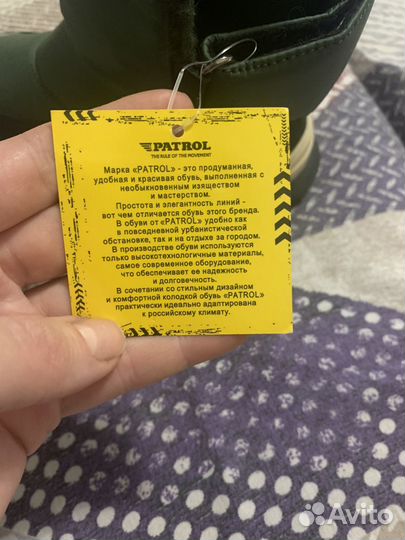 PATROL
THE RULE OF THE MOVEMENT
Марка «PATROL» - это продуманная,
удобная и красивая обувь, выполненная с
необыкновенным изяществом
и мастерством.
Простота и элегантность линий -
вот чем отличается обувь этого бренда.
В обуви от «PATROL» удобно как
в повседневной урбанистической
обстановке, так и на отдыхе за городом.
В производстве обуви используются
только высокотехнологичные материалы,
самое современное оборудование,
что обеспечивает ее надежность
и долговечность.
В сочетании со стильным дизайном
и комфортной колодкой обувь «PATROL»
практически идеально адаптирована
к российскому климату.
Avito